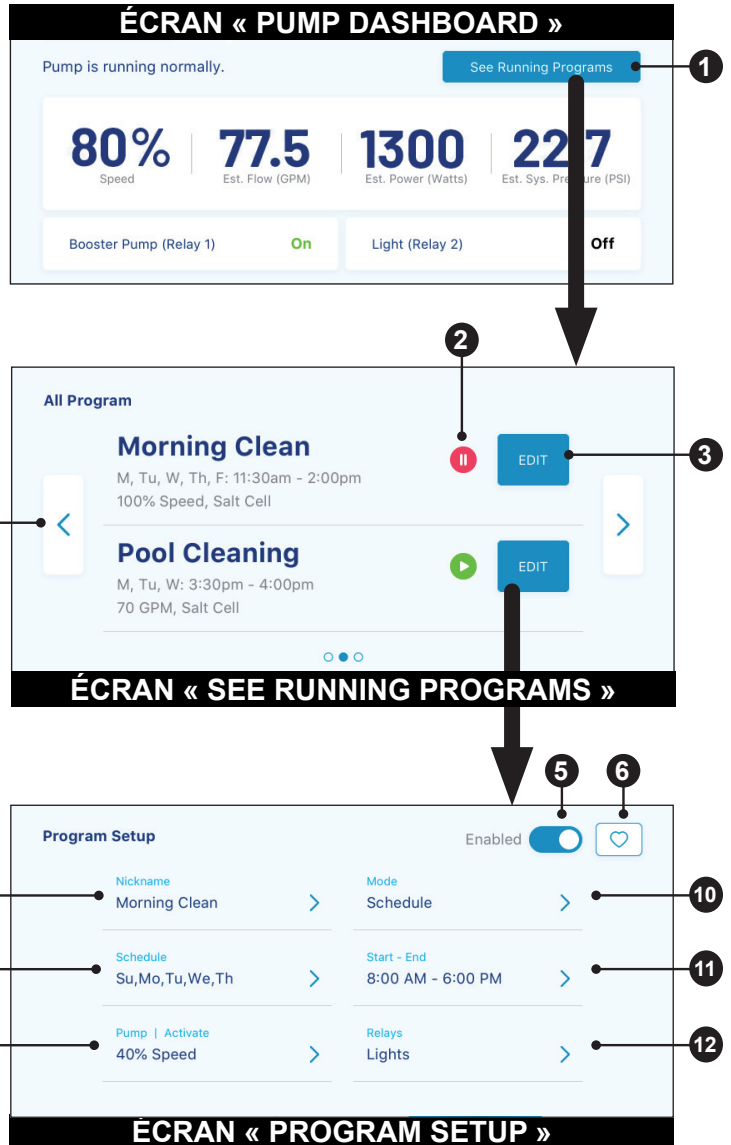 ÉCRAN « PUMP DASHBOARD »
Pump is running normally.
See Running Programs
1
80%
Speed
77.5
Est. Flow (GPM)
1300
Est. Power (Watts)
22.7
Est. Sys. Pressure (PSI)
Booster Pump (Relay 1) On
Light (Relay 2) Off
2
All Program
Morning Clean
M, Tu, W, Th, F: 11:30am - 2:00pm
100% Speed, Salt Cell
EDIT
3
Pool Cleaning
M, Tu, W: 3:30pm - 4:00pm
70 GPM, Salt Cell
EDIT
ÉCRAN « SEE RUNNING PROGRAMS »
5
6
Program Setup
Enabled
Nickname
Morning Clean
Mode
Schedule
10
Schedule
Su,Mo,Tu,We,Th
Start - End
8:00 AM - 6:00 PM
11
Pump | Activate
40% Speed
Relays
Lights
12
ÉCRAN « PROGRAM SETUP »